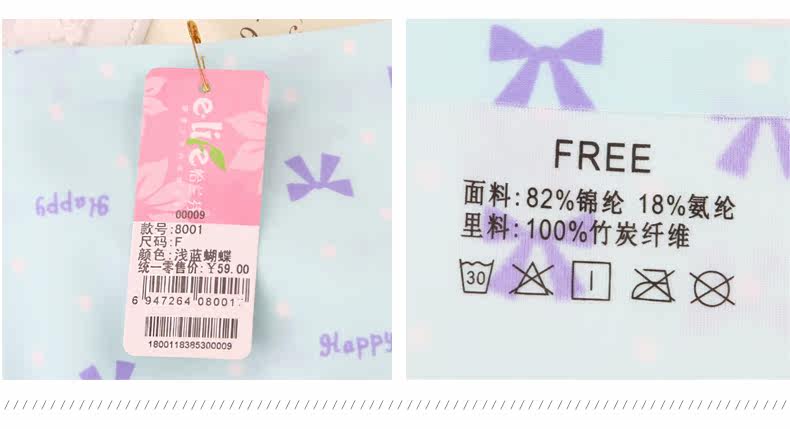 00009
款号:8001
尺码:F
颜色:浅蓝蝴蝶
统一零售价:¥59.00
6 947264 08001
1800118385300009
Happy
Happy
FREE
面料:82%锦纶 18%氨纶
里料:100%竹炭纤维
30